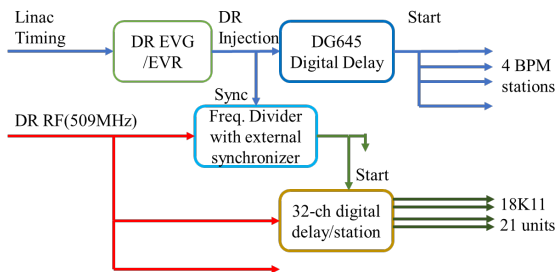 Linac
Timing
DR EVG
/EVR
DR
Injection
DG645
Digital Delay
Start
4 BPM
stations
Sync
DR RF(509MHz)
Freq. Divider
with external
synchronizer
Start
32-ch digital
delay/station
18K11
21 units